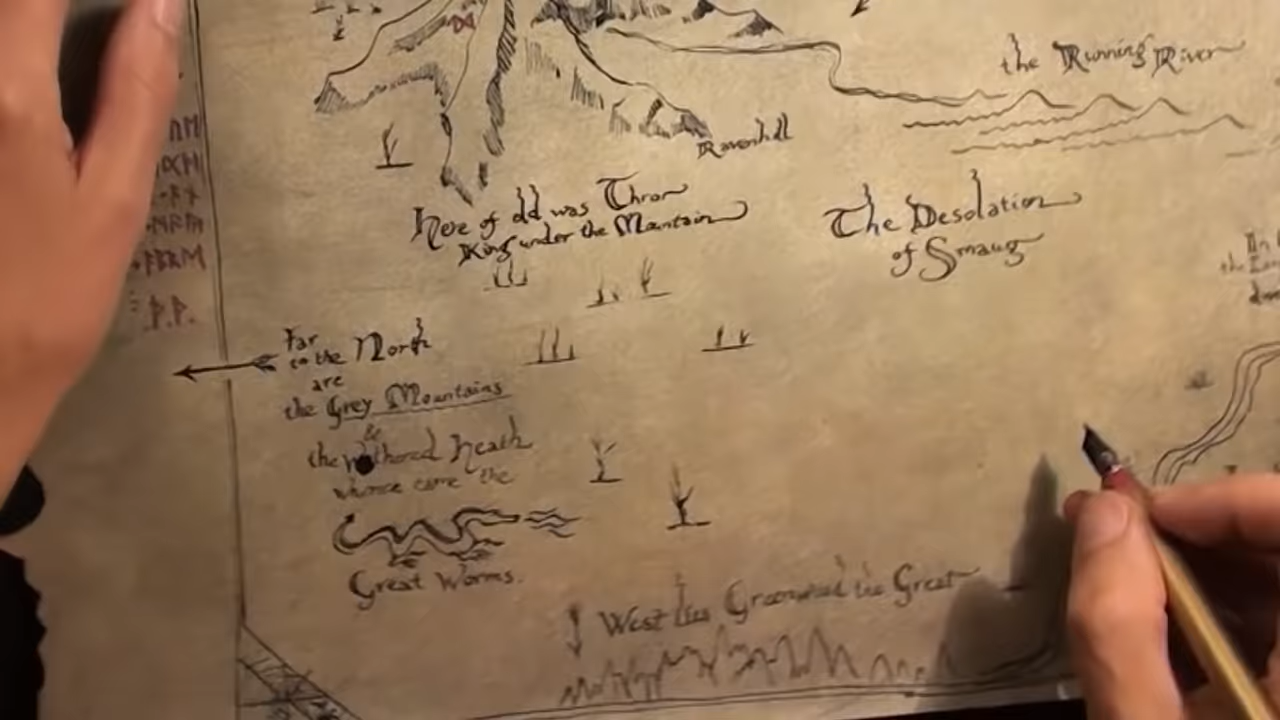 the Running River
Ravenhill
Here of old was Thror
King under the Mountain
The Desolation
of Smaug
Far
to the North
are
the Grey Mountains
&
the Withered Heath
whence came the
Great Worms.
West lies Greenwood the Great